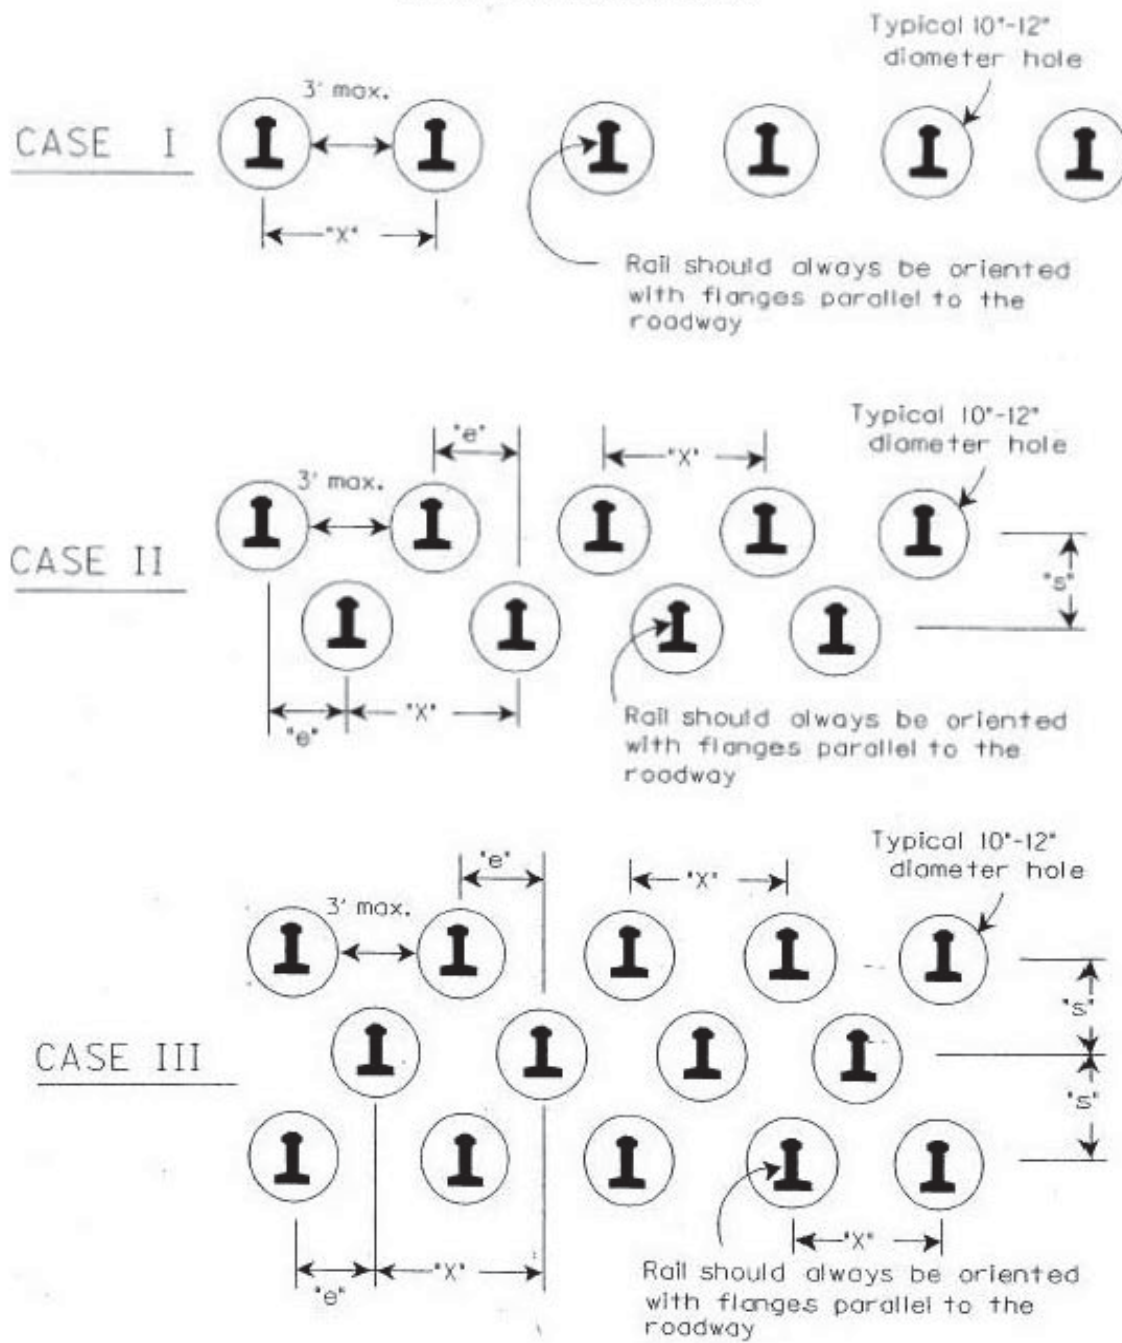 Typical 10"-12"
diameter hole
3' max.
CASE I
"X"
Rail should always be oriented
with flanges parallel to the
roadway
Typical 10"-12"
diameter hole
"e"
"X"
3' max.
CASE II
"s"
"X"
"e"
Rail should always be oriented
with flanges parallel to the
roadway
Typical 10"-12"
diameter hole
"e"
"X"
3' max.
"s"
CASE III
"s"
"X"
"X"
"e"
Rail should always be oriented
with flanges parallel to the
roadway